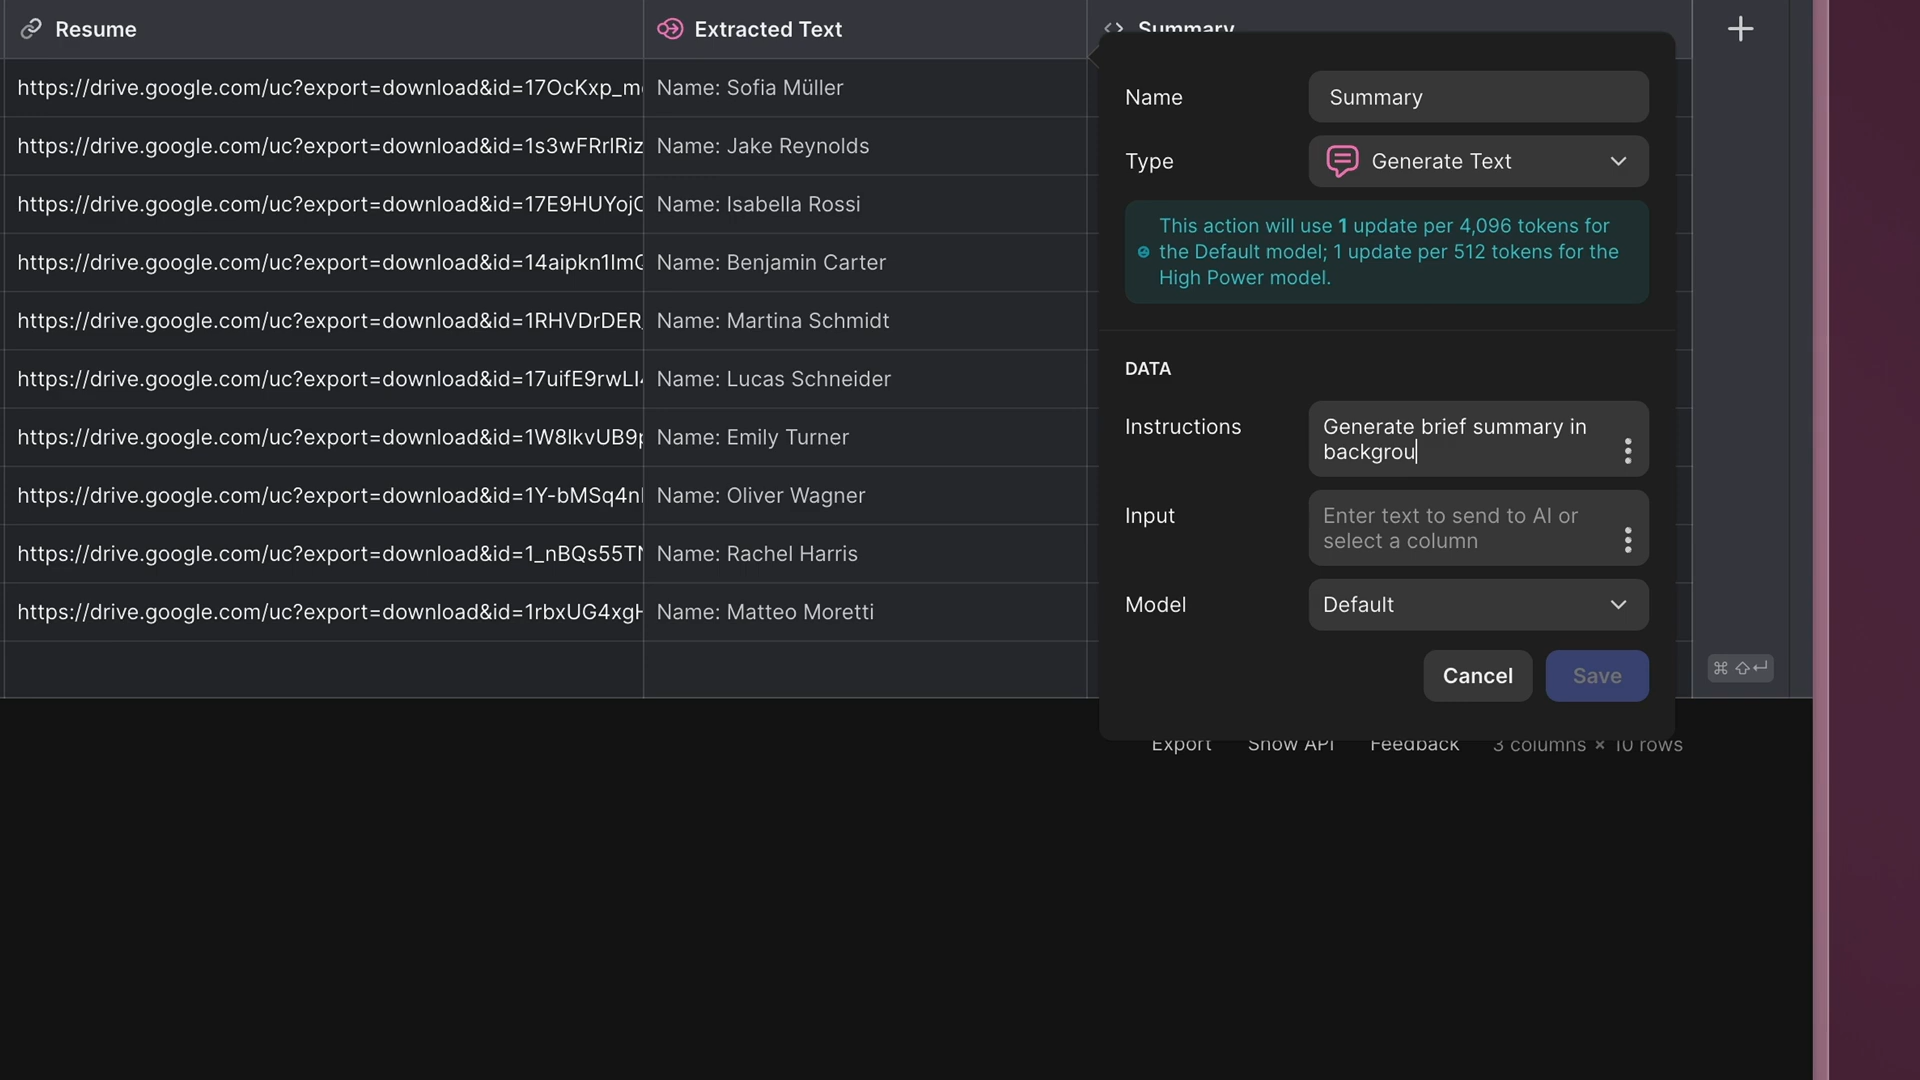 Resume
Extracted Text
Summary
https://drive.google.com/uc?export=download&id=17OcKxp_m
Name: Sofia Müller
https://drive.google.com/uc?export=download&id=1s3wFRrlRiz
Name: Jake Reynolds
https://drive.google.com/uc?export=download&id=17E9HUYojC
Name: Isabella Rossi
https://drive.google.com/uc?export=download&id=14aipkn1ImC
Name: Benjamin Carter
https://drive.google.com/uc?export=download&id=1RHVDrDER
Name: Martina Schmidt
https://drive.google.com/uc?export=download&id=17uifE9rwLI
Name: Lucas Schneider
https://drive.google.com/uc?export=download&id=1W8lkvUB9
Name: Emily Turner
https://drive.google.com/uc?export=download&id=1Y-bMSq4n
Name: Oliver Wagner
https://drive.google.com/uc?export=download&id=1_nBQs55T
Name: Rachel Harris
https://drive.google.com/uc?export=download&id=1rbxUG4xg
Name: Matteo Moretti
Name
Summary
Type
Generate Text
This action will use 1 update per 4,096 tokens for
the Default model; 1 update per 512 tokens for the
High Power model.
DATA
Instructions
Generate brief summary in
backgrou
Input
Enter text to send to AI or
select a column
Model
Default
Cancel
Save
⌘ ⇧ ↵
Export
Show API
Feedback
3 columns × 10 rows